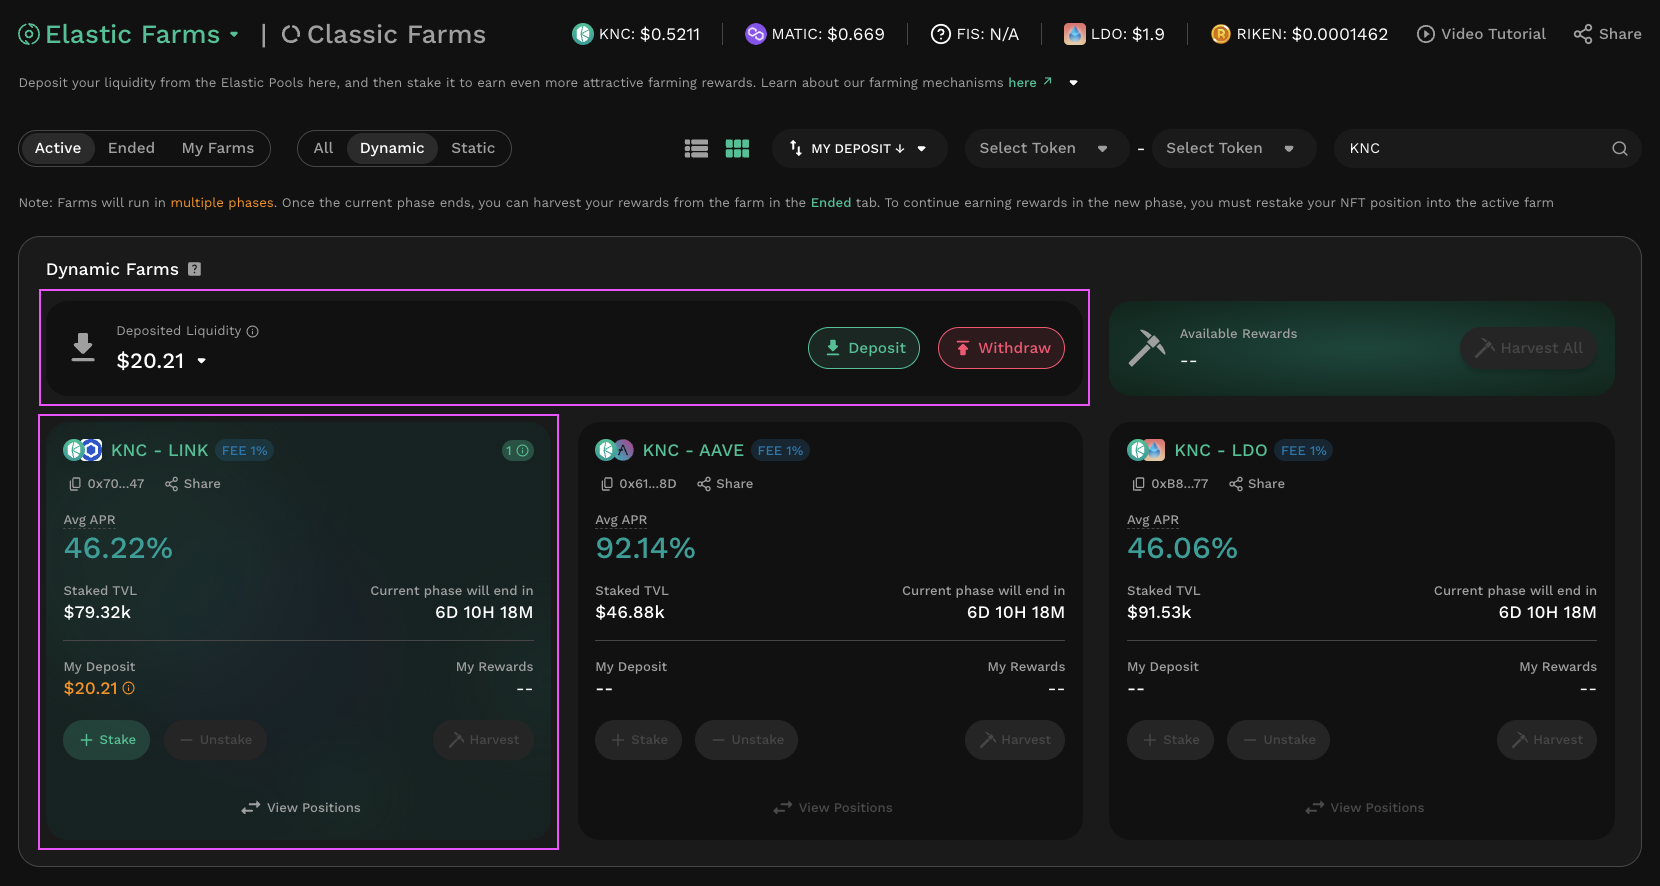 Elastic Farms | Classic Farms KNC: $0.5211 MATIC: $0.669 FIS: N/A LDO: $1.9 RIKEN: $0.0001462 Video Tutorial Share
Deposit your liquidity from the Elastic Pools here, and then stake it to earn even more attractive farming rewards. Learn about our farming mechanisms here ↗
Active Ended My Farms All Dynamic Static MY DEPOSIT ↓ Select Token - Select Token KNC
Note: Farms will run in multiple phases. Once the current phase ends, you can harvest your rewards from the farm in the Ended tab. To continue earning rewards in the new phase, you must restake your NFT position into the active farm
Dynamic Farms ?
Deposited Liquidity
$20.21
Deposit Withdraw
Available Rewards
--
Harvest All
KNC - LINK FEE 1% 1
0x70...47 Share
Avg APR
46.22%
Staked TVL Current phase will end in
$79.32k 6D 10H 18M
My Deposit My Rewards
$20.21 --
+ Stake − Unstake Harvest
View Positions
KNC - AAVE FEE 1%
0x61...8D Share
Avg APR
92.14%
Staked TVL Current phase will end in
$46.88k 6D 10H 18M
My Deposit My Rewards
-- --
+ Stake − Unstake Harvest
View Positions
KNC - LDO FEE 1%
0xB8...77 Share
Avg APR
46.06%
Staked TVL Current phase will end in
$91.53k 6D 10H 18M
My Deposit My Rewards
-- --
+ Stake − Unstake Harvest
View Positions